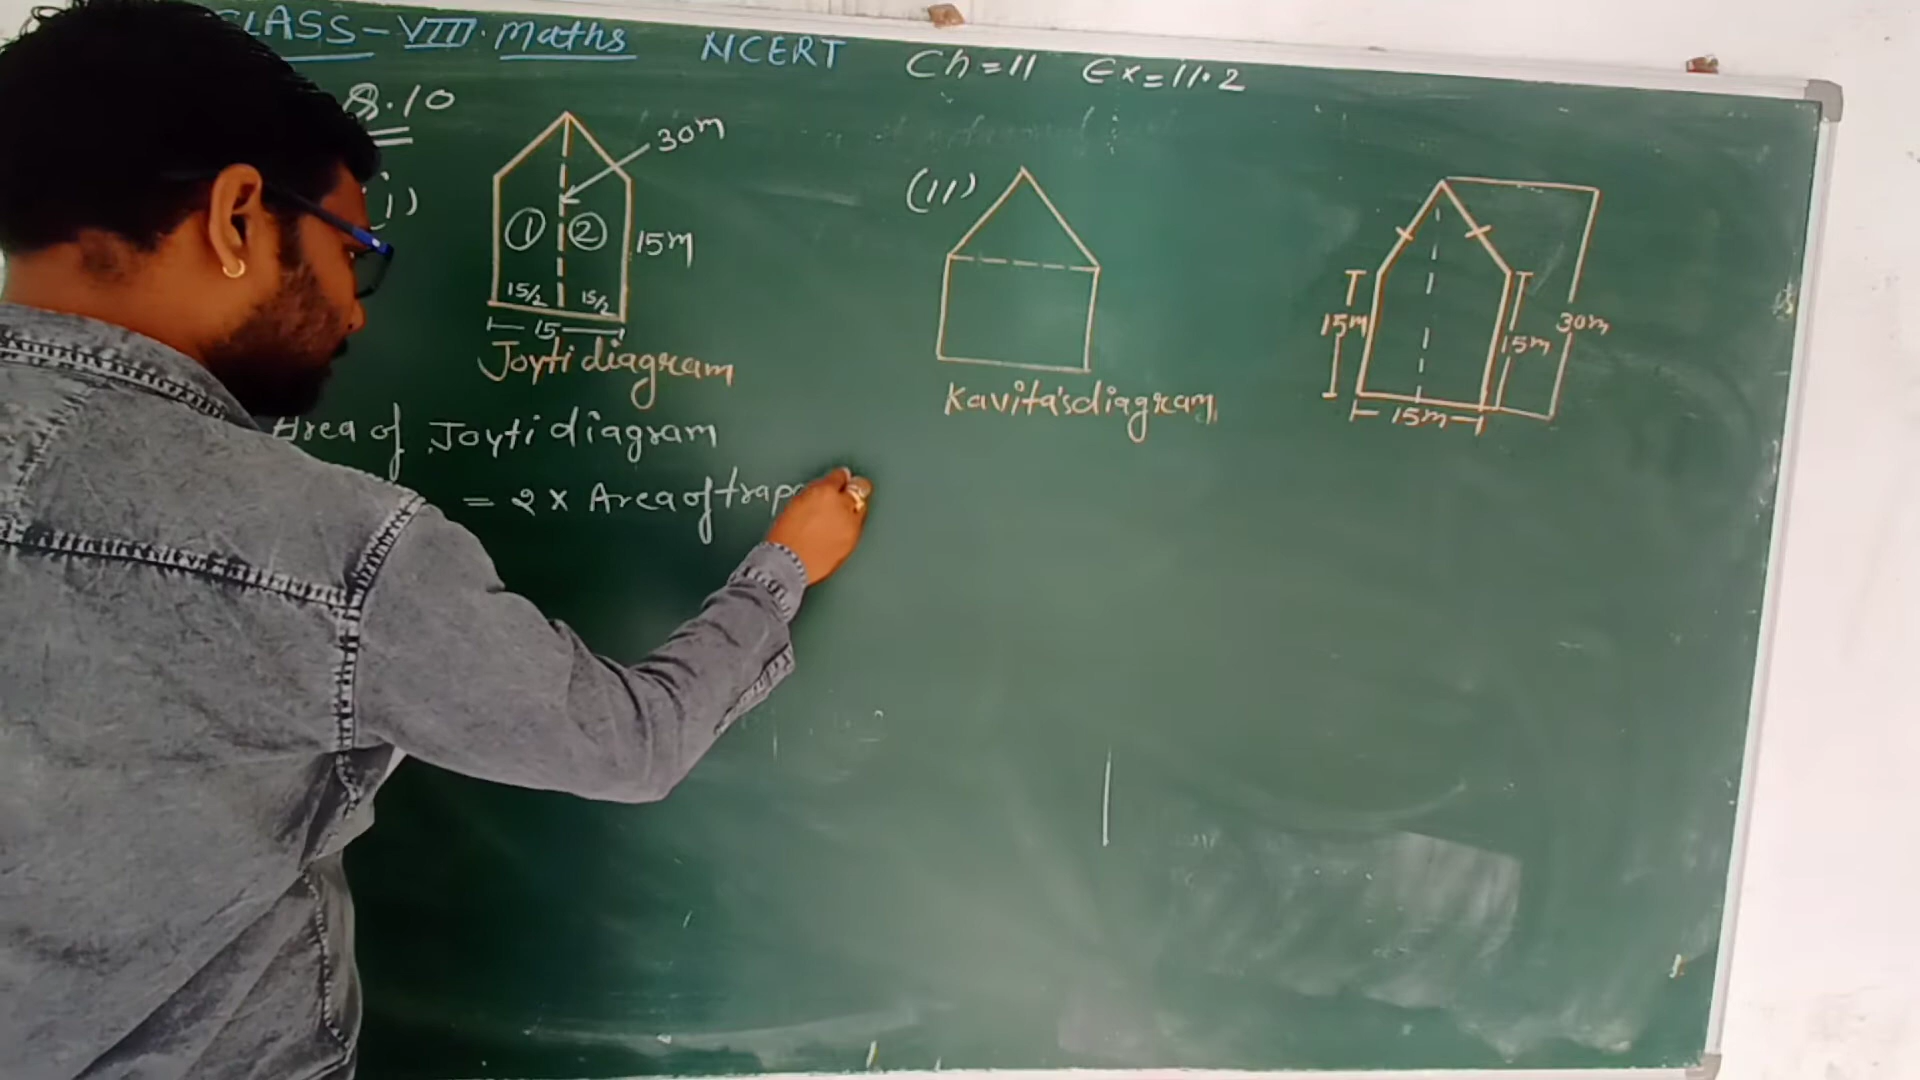 CLASS-VIII. Maths NCERT Ch=11 Ex=11.2
Q.10
(i)
30m
1 2
15m
15/2 15/2
15
Joyti diagram
(ii)
Kavita's diagram
15m
15m
30m
15m
Area of Joyti diagram
= 2 × Area of trap